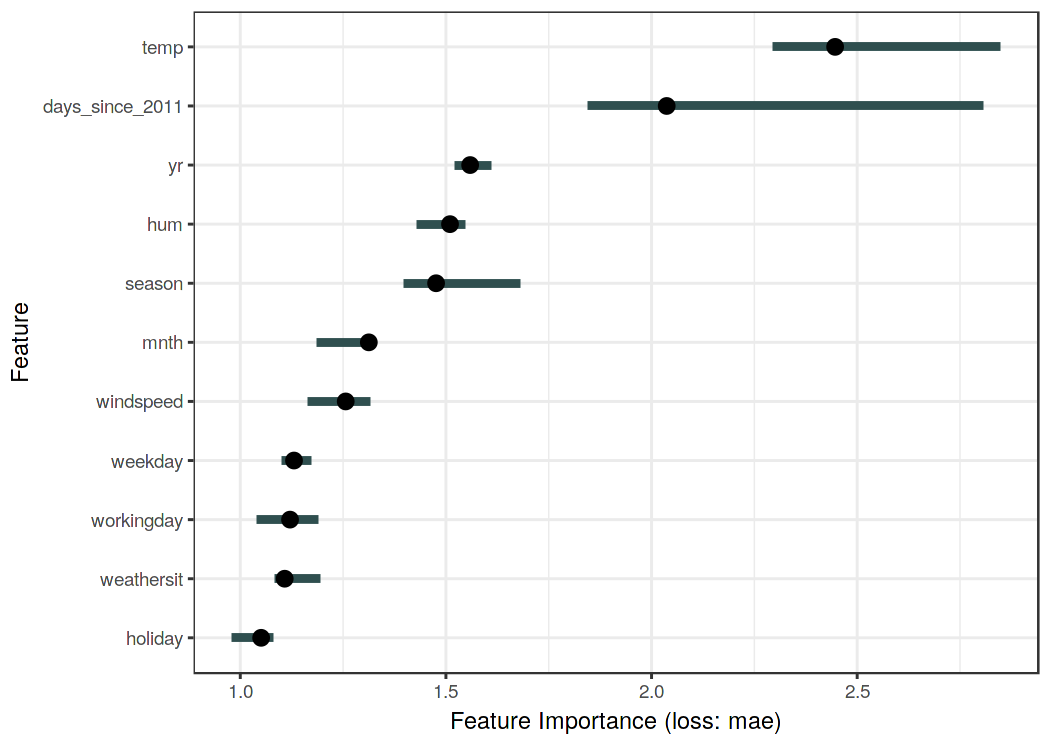 temp
days_since_2011
yr
hum
season
mnth
windspeed
weekday
workingday
weathersit
holiday
Feature
1.0 1.5 2.0 2.5
Feature Importance (loss: mae)